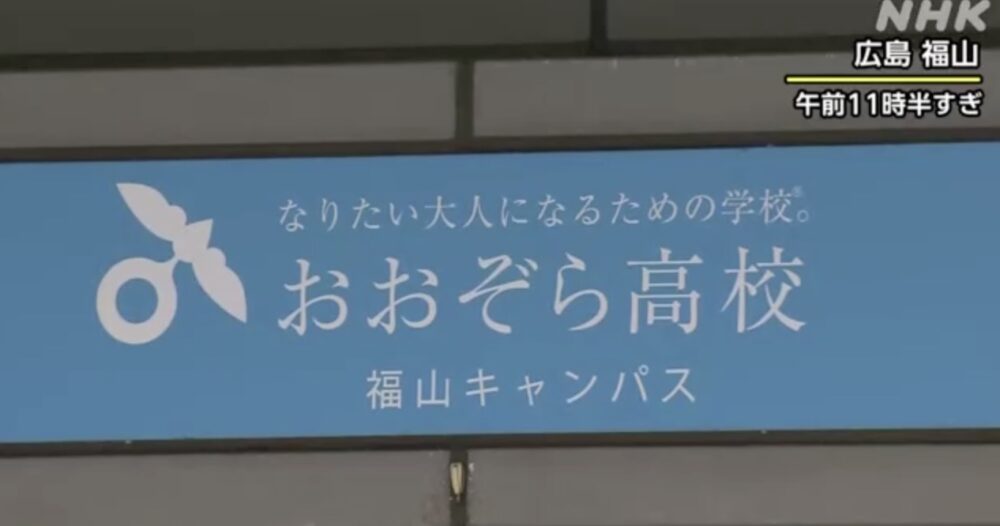 NHK
広島 福山
午前11時半すぎ
なりたい大人になるための学校®。
おおぞら高校
福山キャンパス